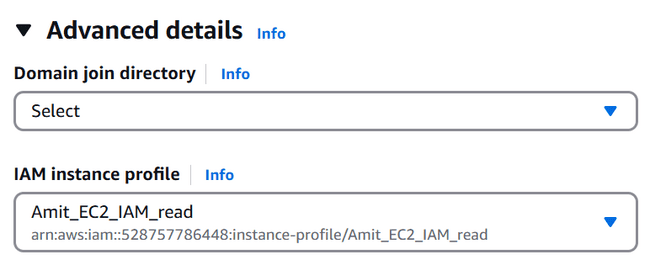 Advanced details Info
Domain join directory Info
Select
IAM instance profile Info
Amit_EC2_IAM_read
arn:aws:iam::528757786448:instance-profile/Amit_EC2_IAM_read